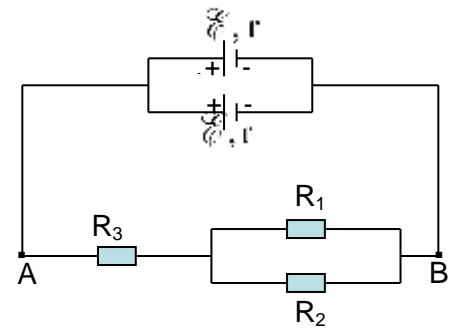 ℰ, r
+ -
+ -
ℰ, r
R₁
R₃
A
B
R₂